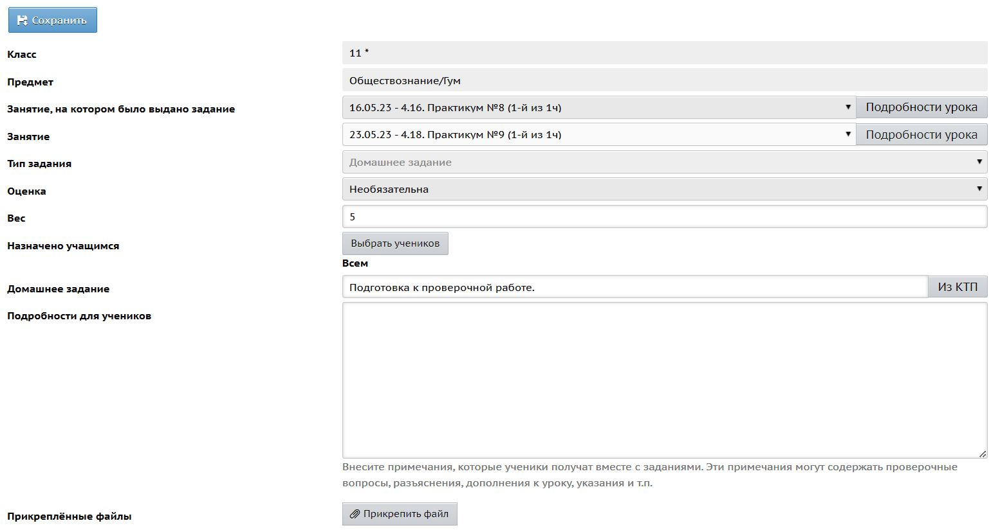 Сохранить
Класс
11 *
Предмет
Обществознание/Гум
Занятие, на котором было выдано задание
16.05.23 - 4.16. Практикум №8 (1-й из 1ч)
Подробности урока
Занятие
23.05.23 - 4.18. Практикум №9 (1-й из 1ч)
Подробности урока
Тип задания
Домашнее задание
Оценка
Необязательна
Вес
5
Назначено учащимся
Выбрать учеников
Всем
Домашнее задание
Подготовка к проверочной работе.
Из КТП
Подробности для учеников
Внесите примечания, которые ученики получат вместе с заданиями. Эти примечания могут содержать проверочные
вопросы, разъяснения, дополнения к уроку, указания и т.п.
Прикреплённые файлы
Прикрепить файл